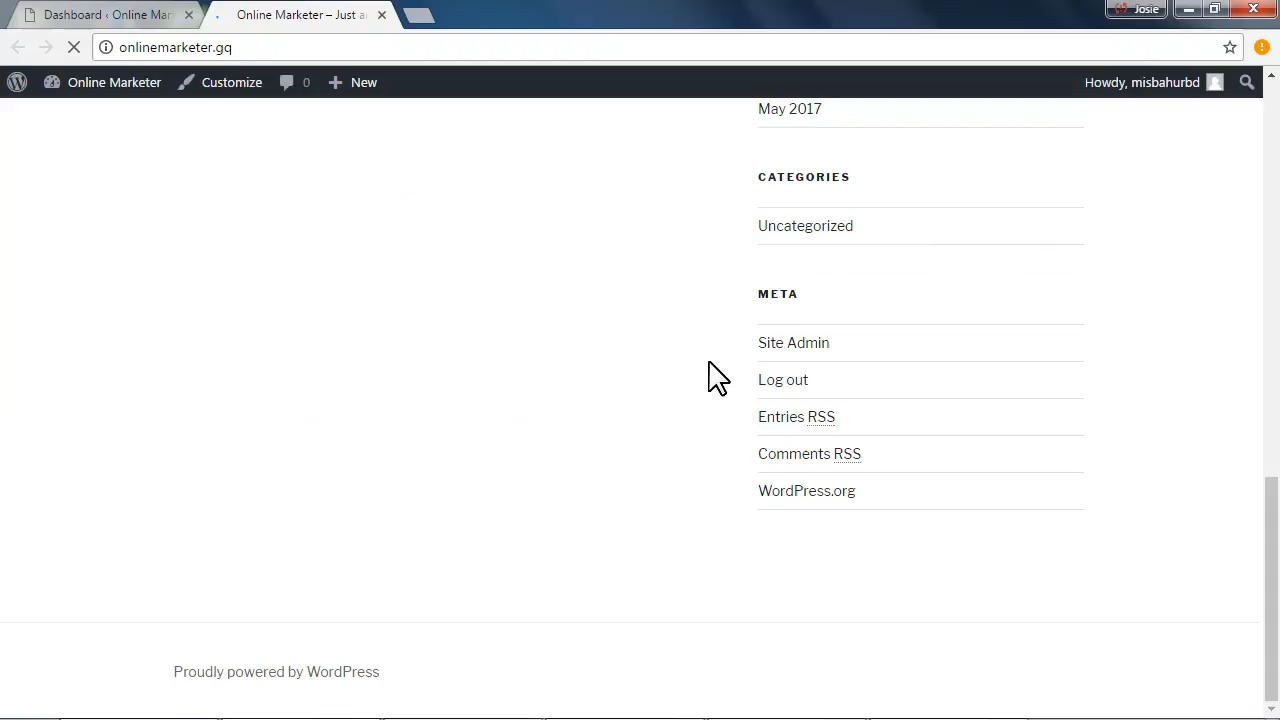 Dashboard ‹ Online Mar
Online Marketer – Just a
Josie
onlinemarketer.gq
Online Marketer
Customize
0
New
Howdy, misbahurbd
May 2017
CATEGORIES
Uncategorized
META
Site Admin
Log out
Entries RSS
Comments RSS
WordPress.org
Proudly powered by WordPress